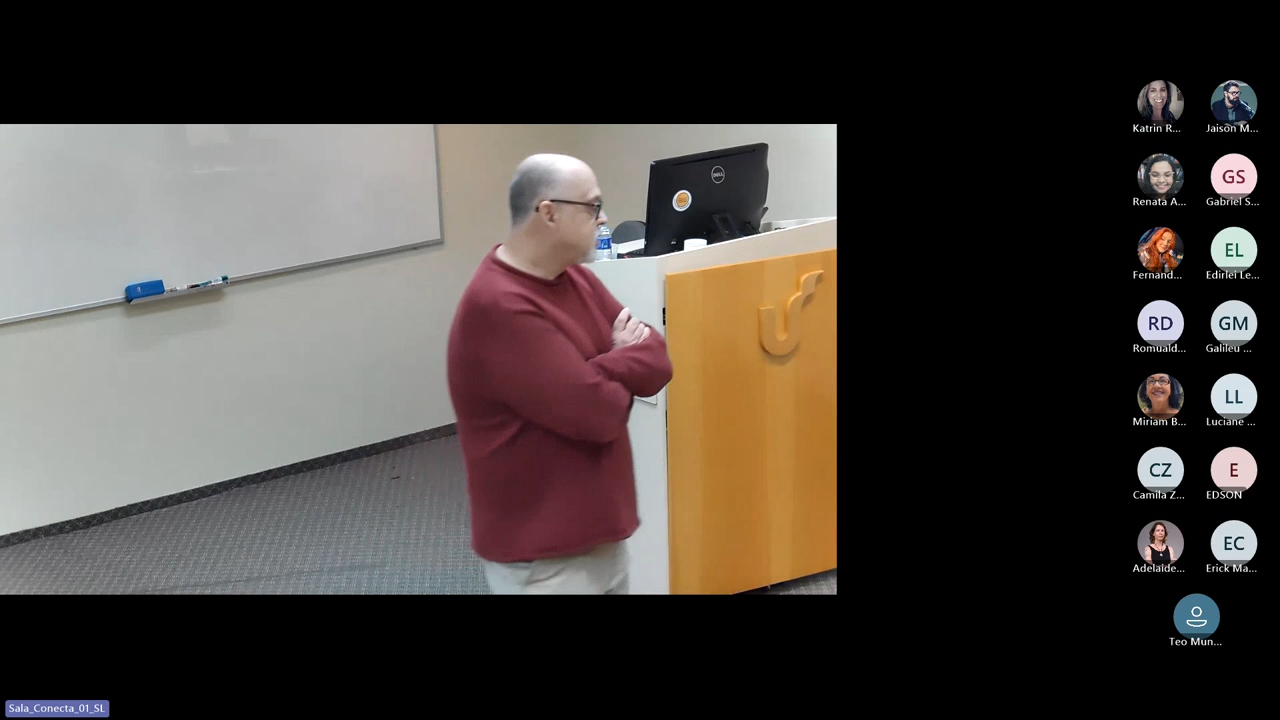 Katrin R...
Jaison M...
Renata A...
GS
Gabriel S...
Fernand...
EL
Edirlei Le...
RD
Romuald...
GM
Galileu ...
Miriam B...
LL
Luciane ...
CZ
Camila Z...
E
EDSON
Adelaide...
EC
Erick Ma...
Teo Mun...
DELL
Sala_Conecta_01_SL